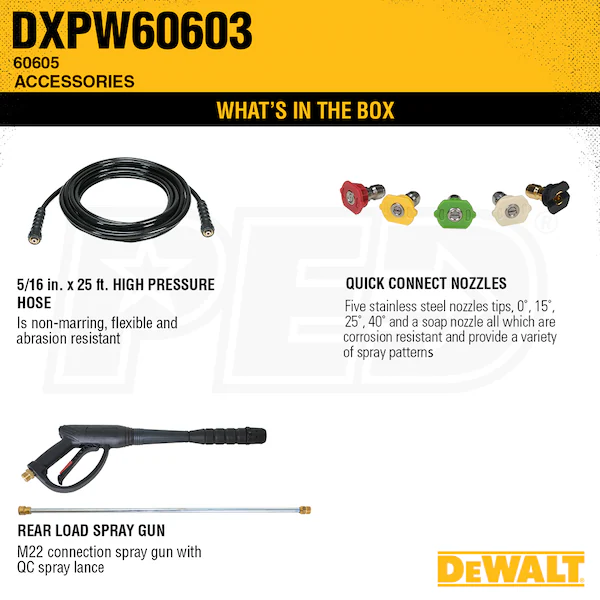 DXPW60603
60605
ACCESSORIES
WHAT'S IN THE BOX
5/16 in. x 25 ft. HIGH PRESSURE
HOSE
Is non-marring, flexible and
abrasion resistant
QUICK CONNECT NOZZLES
Five stainless steel nozzles tips, 0˚, 15˚,
25˚, 40˚ and a soap nozzle all which are
corrosion resistant and provide a variety
of spray patterns
PED®
REAR LOAD SPRAY GUN
M22 connection spray gun with
QC spray lance
DEWALT